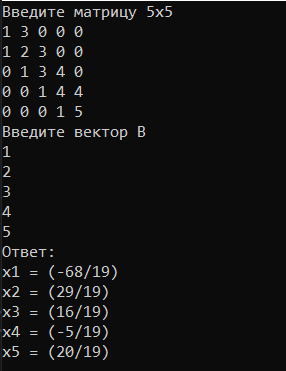 Введите матрицу 5x5
1 3 0 0 0
1 2 3 0 0
0 1 3 4 0
0 0 1 4 4
0 0 0 1 5
Введите вектор В
1
2
3
4
5
Ответ:
x1 = (-68/19)
x2 = (29/19)
x3 = (16/19)
x4 = (-5/19)
x5 = (20/19)